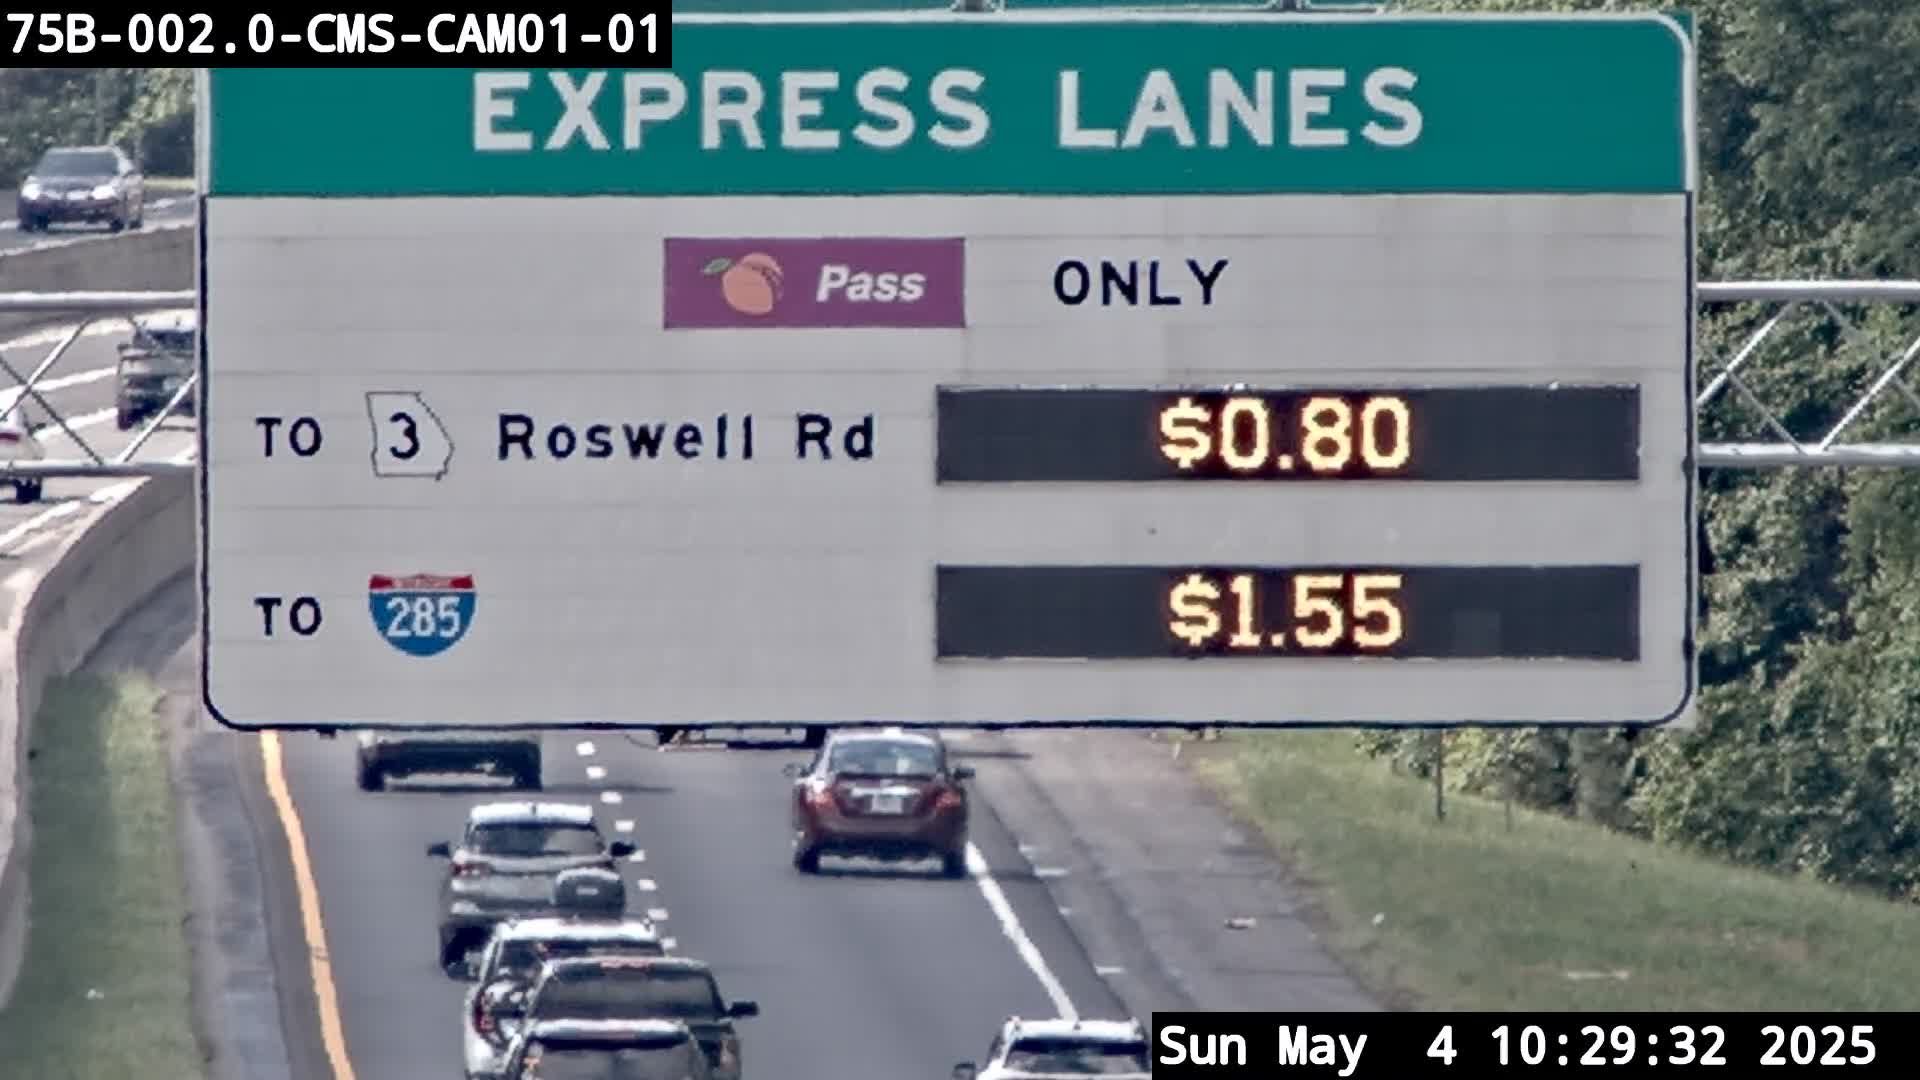 75B-002.0-CMS-CAM01-01
EXPRESS LANES
Pass ONLY
TO 3 Roswell Rd $0.80
TO 285 $1.55
Sun May 4 10:29:32 2025